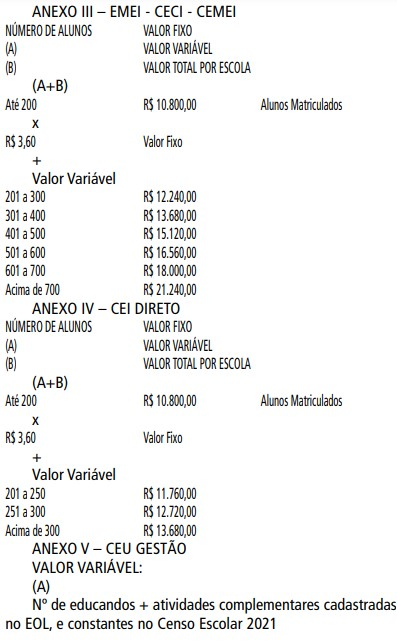 ANEXO III – EMEI - CECI - CEMEI
NÚMERO DE ALUNOS VALOR FIXO
(A) VALOR VARIÁVEL
(B) VALOR TOTAL POR ESCOLA
(A+B)
Até 200 R$ 10.800,00 Alunos Matriculados
x
R$ 3,60 Valor Fixo
+
Valor Variável
201 a 300 R$ 12.240,00
301 a 400 R$ 13.680,00
401 a 500 R$ 15.120,00
501 a 600 R$ 16.560,00
601 a 700 R$ 18.000,00
Acima de 700 R$ 21.240,00
ANEXO IV – CEI DIRETO
NÚMERO DE ALUNOS VALOR FIXO
(A) VALOR VARIÁVEL
(B) VALOR TOTAL POR ESCOLA
(A+B)
Até 200 R$ 10.800,00 Alunos Matriculados
x
R$ 3,60 Valor Fixo
+
Valor Variável
201 a 250 R$ 11.760,00
251 a 300 R$ 12.720,00
Acima de 300 R$ 13.680,00
ANEXO V – CEU GESTÃO
VALOR VARIÁVEL:
(A)
Nº de educandos + atividades complementares cadastradas
no EOL, e constantes no Censo Escolar 2021